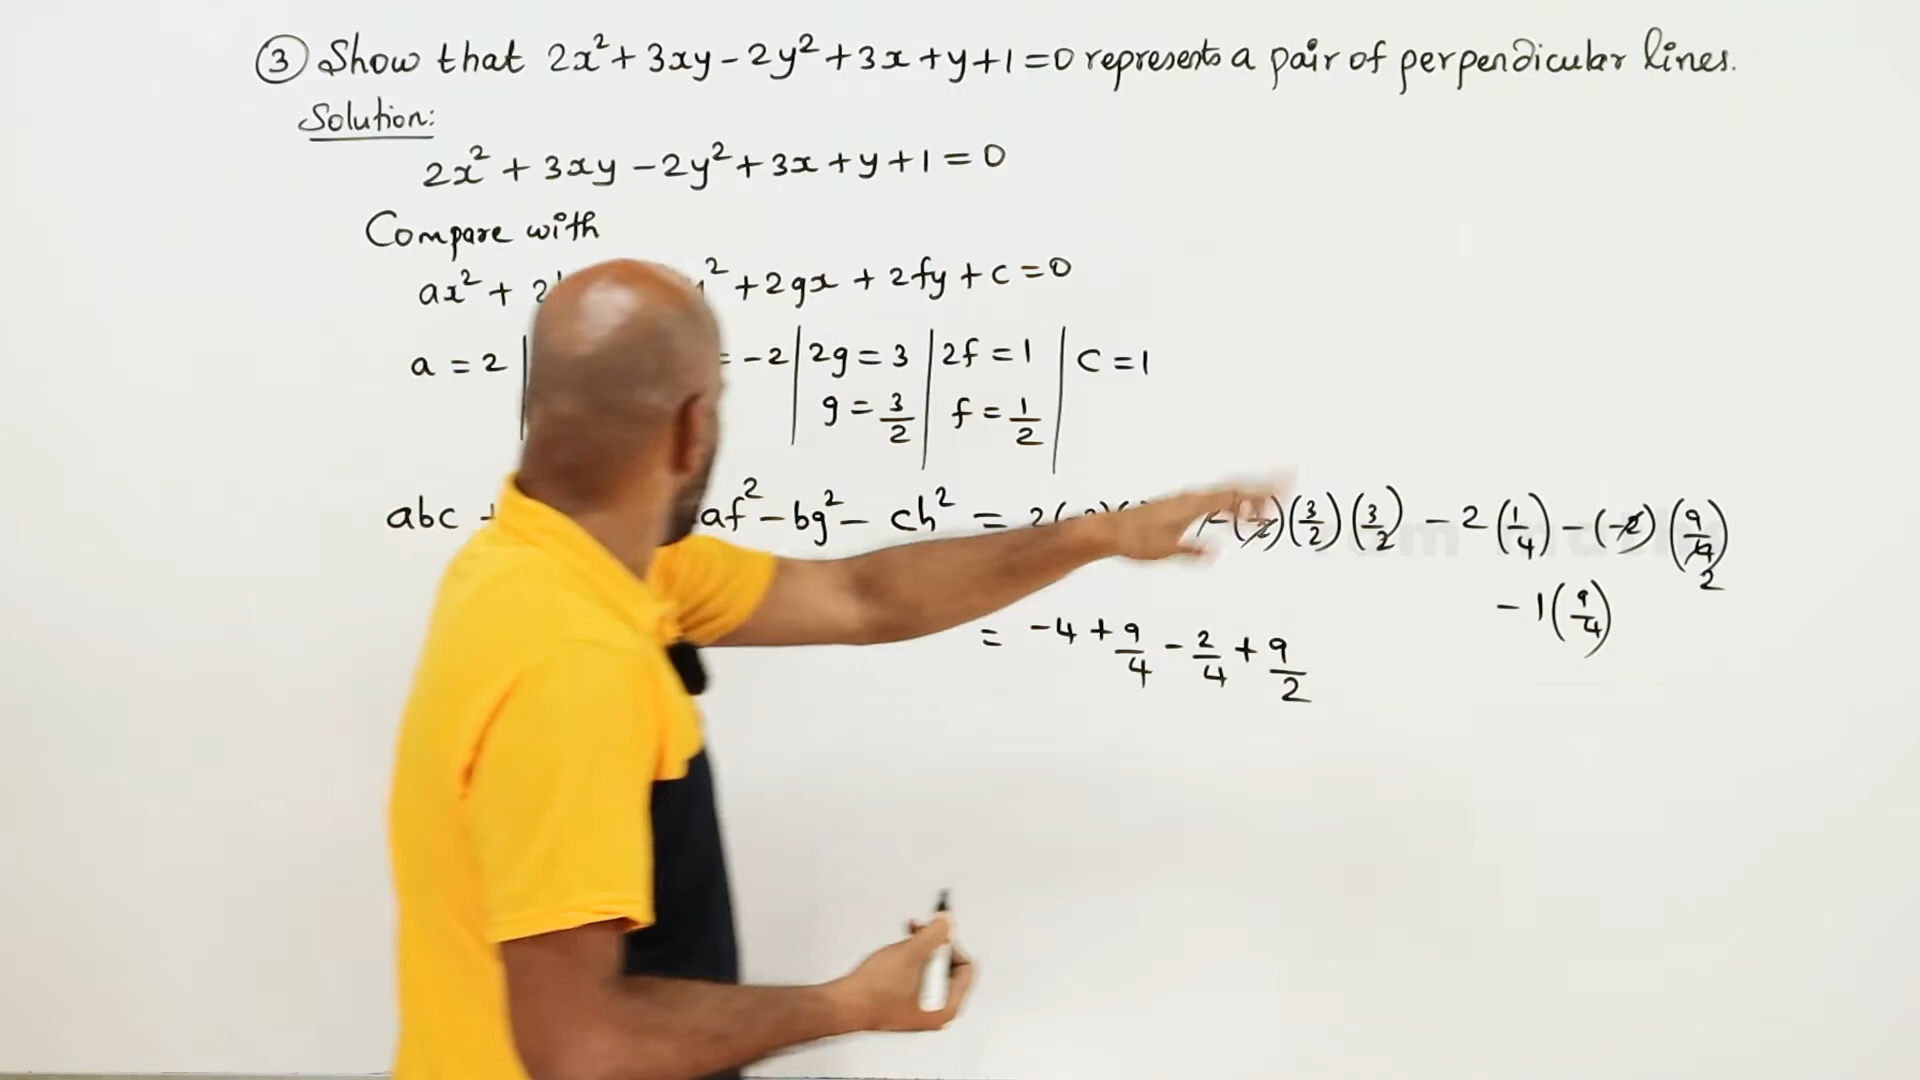 ③ Show that 2x² + 3xy - 2y² + 3x + y + 1 = 0 represents a pair of perpendicular lines.
Solution:
2x² + 3xy - 2y² + 3x + y + 1 = 0
Compare with
ax² + 2 ² + 2gx + 2fy + c = 0
a = 2 | = -2 | 2g = 3 | 2f = 1 | C = 1
g = 3/2 | f = 1/2 |
abc af² - bg² - ch² = 2 (3/2)(3/2) - 2(1/4) - (-2)(9/4)
2
- 1(9/4)
= -4 + 9/4 - 2/4 + 9/2